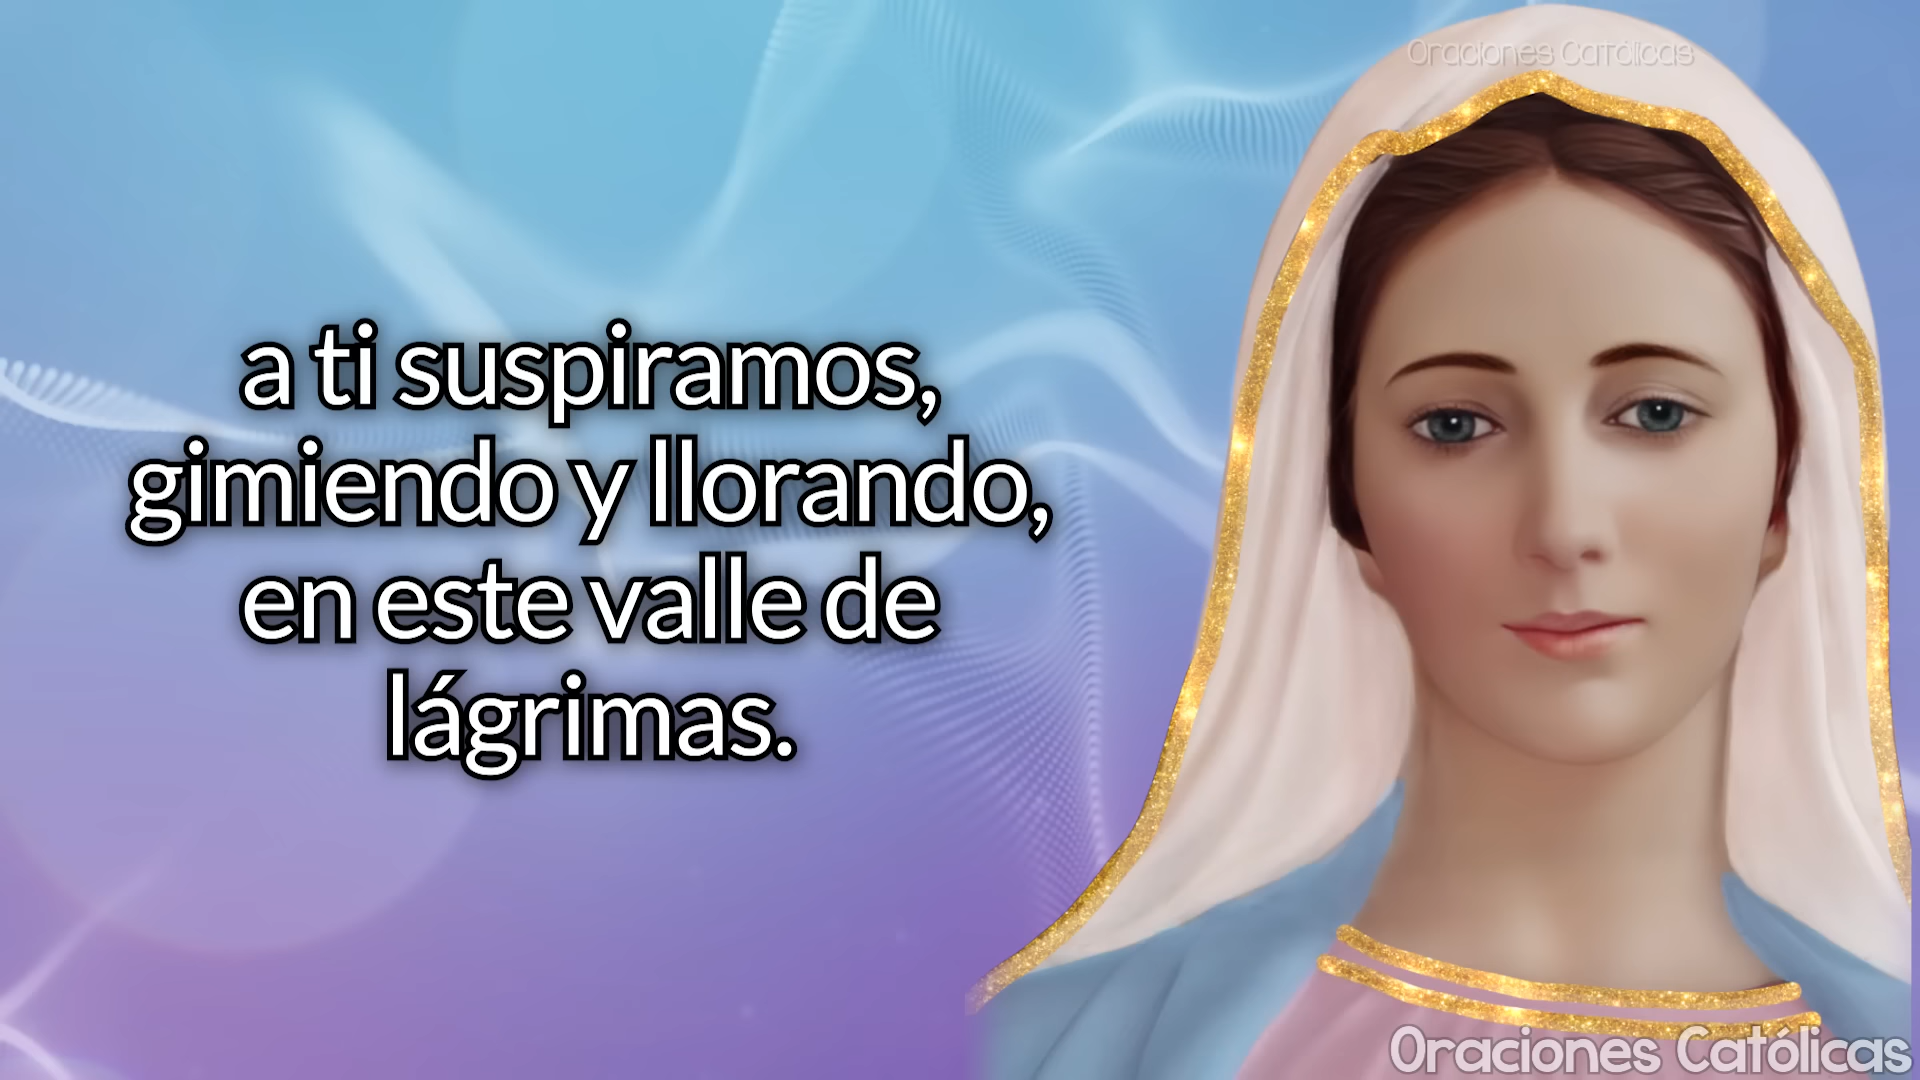 Oraciones Católicas
a ti suspiramos,
gimiendo y llorando,
en este valle de
lágrimas.
Oraciones Católicas